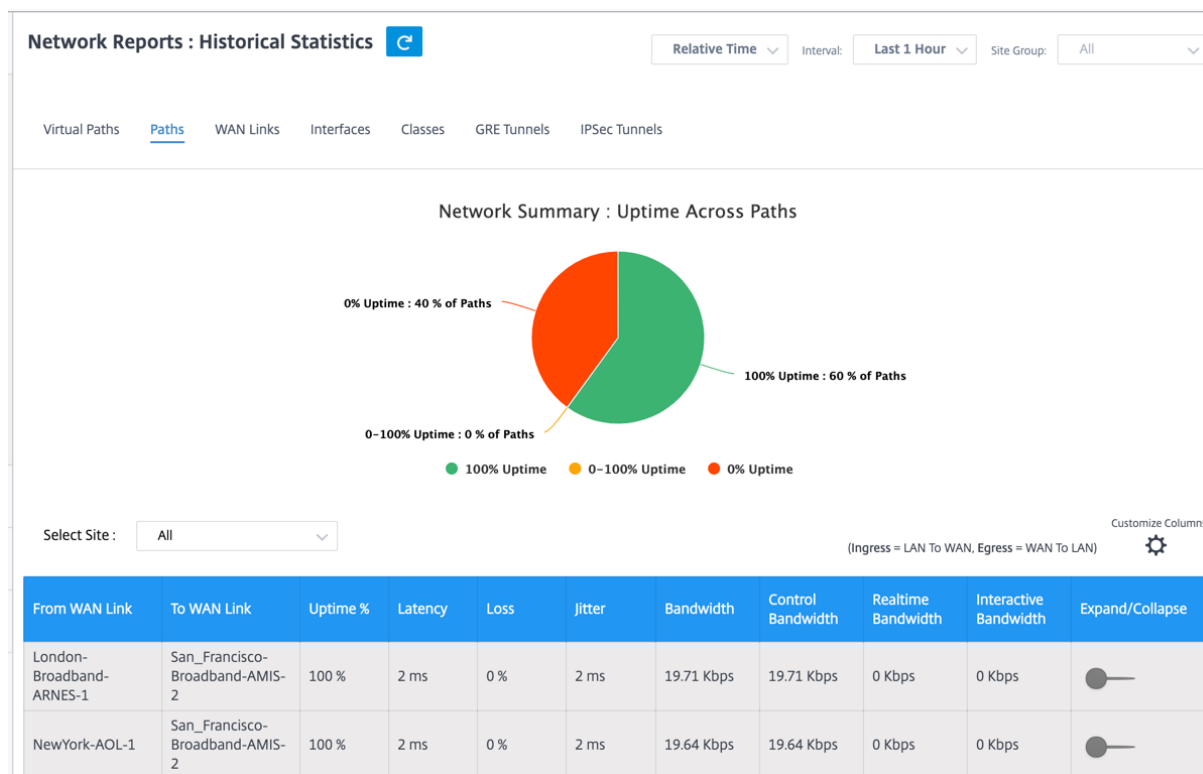 Network Reports : Historical Statistics
Relative Time
Interval:
Last 1 Hour
Site Group:
All
Virtual Paths
Paths
WAN Links
Interfaces
Classes
GRE Tunnels
IPSec Tunnels
Network Summary : Uptime Across Paths
0% Uptime : 40 % of Paths
100% Uptime : 60 % of Paths
0-100% Uptime : 0 % of Paths
100% Uptime
0-100% Uptime
0% Uptime
Select Site :
All
Customize Columns
(Ingress = LAN To WAN, Egress = WAN To LAN)
From WAN Link
To WAN Link
Uptime %
Latency
Loss
Jitter
Bandwidth
Control
Bandwidth
Realtime
Bandwidth
Interactive
Bandwidth
Expand/Collapse
London-
Broadband-
ARNES-1
San_Francisco-
Broadband-AMIS-
2
100 %
2 ms
0 %
2 ms
19.71 Kbps
19.71 Kbps
0 Kbps
0 Kbps
NewYork-AOL-1
San_Francisco-
Broadband-AMIS-
2
100 %
2 ms
0 %
2 ms
19.64 Kbps
19.64 Kbps
0 Kbps
0 Kbps